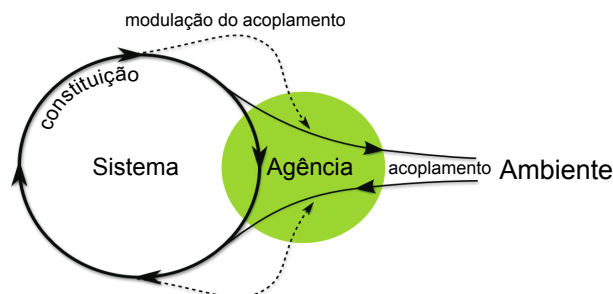 modulação do acoplamento
constituição
Sistema
Agência
acoplamento
Ambiente